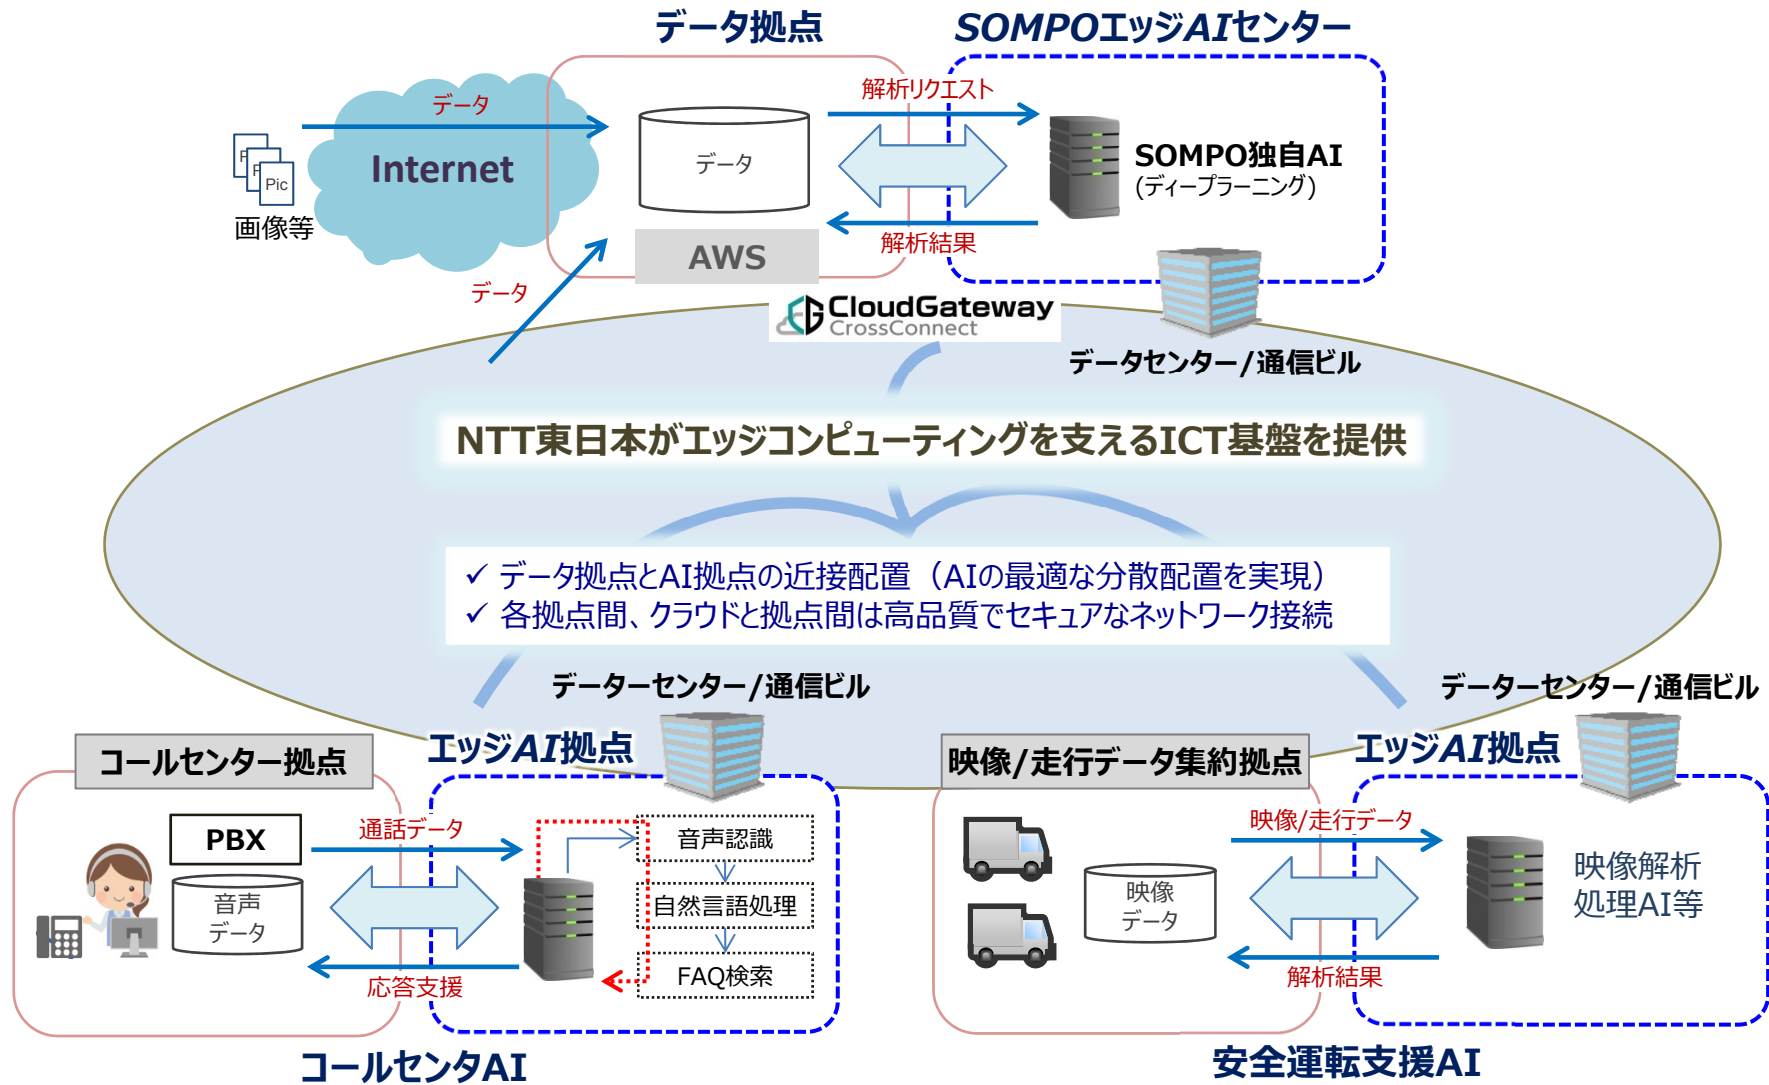 データ拠点
SOMPOエッジAIセンター
データ
解析リクエスト
Internet
P
P
Pic
画像等
データ
SOMPO独自AI
(ディープラーニング)
解析結果
AWS
データ
CloudGateway
CrossConnect
データセンター/通信ビル
NTT東日本がエッジコンピューティングを支えるICT基盤を提供
✓ データ拠点とAI拠点の近接配置（AIの最適な分散配置を実現）
✓ 各拠点間、クラウドと拠点間は高品質でセキュアなネットワーク接続
データーセンター/通信ビル
データーセンター/通信ビル
コールセンター拠点
エッジAI拠点
PBX
音声
データ
通話データ
応答支援
音声認識
自然言語処理
FAQ検索
コールセンタAI
映像/走行データ集約拠点
エッジAI拠点
映像
データ
映像/走行データ
解析結果
映像解析
処理AI等
安全運転支援AI